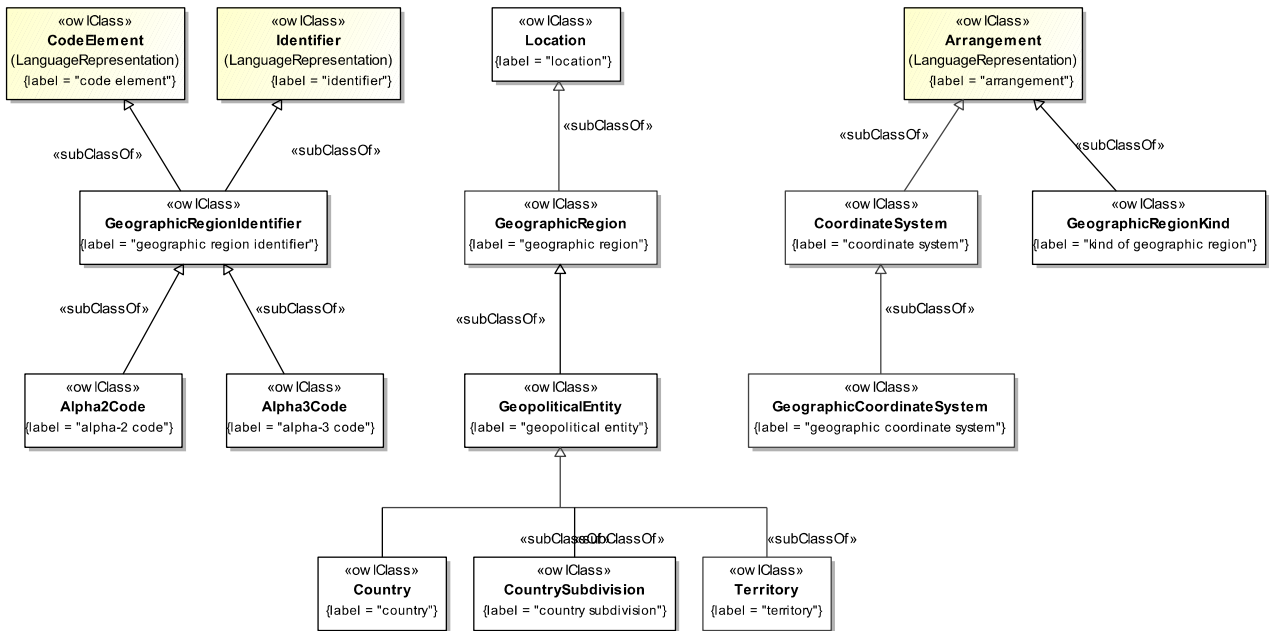 «owlClass»
CodeElement
(LanguageRepresentation)
{label = "code element"}
«owlClass»
Identifier
(LanguageRepresentation)
{label = "identifier"}
«owlClass»
Location
{label = "location"}
«owlClass»
Arrangement
(LanguageRepresentation)
{label = "arrangement"}
«subClassOf»
«subClassOf»
«subClassOf»
«subClassOf»
«subClassOf»
«owlClass»
GeographicRegionIdentifier
{label = "geographic region identifier"}
«owlClass»
GeographicRegion
{label = "geographic region"}
«owlClass»
CoordinateSystem
{label = "coordinate system"}
«owlClass»
GeographicRegionKind
{label = "kind of geographic region"}
«subClassOf»
«subClassOf»
«subClassOf»
«subClassOf»
«owlClass»
Alpha2Code
{label = "alpha-2 code"}
«owlClass»
Alpha3Code
{label = "alpha-3 code"}
«owlClass»
GeopoliticalEntity
{label = "geopolitical entity"}
«owlClass»
GeographicCoordinateSystem
{label = "geographic coordinate system"}
«subClassOf»
«subClassOf»
«subClassOf»
«owlClass»
Country
{label = "country"}
«owlClass»
CountrySubdivision
{label = "country subdivision"}
«owlClass»
Territory
{label = "territory"}